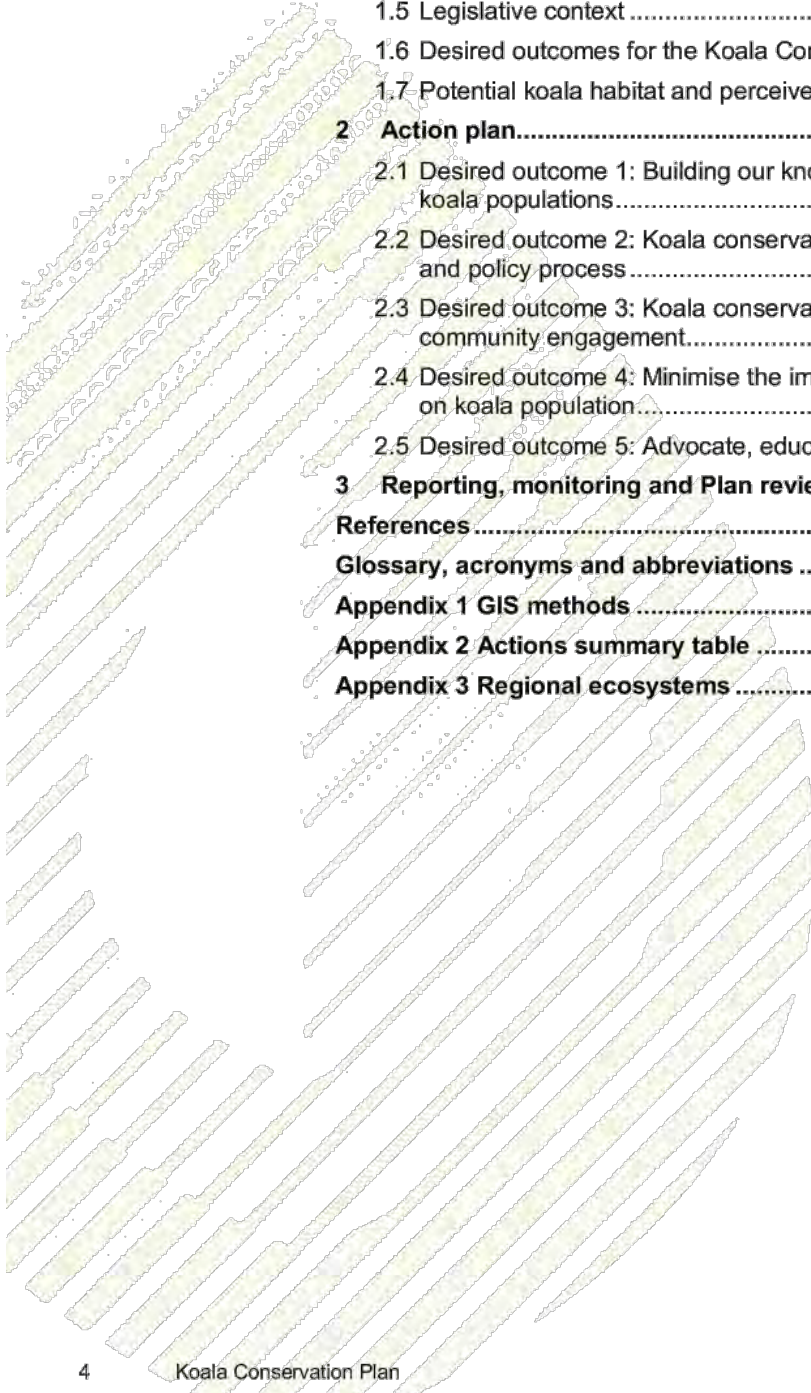 1.5 Legislative context ..............................
1.6 Desired outcomes for the Koala Con
1.7 Potential koala habitat and perceive
2 Action plan..................................................
2.1 Desired outcome 1: Building our kno
koala populations..............................
2.2 Desired outcome 2: Koala conserva
and policy process ............................
2.3 Desired outcome 3: Koala conserva
community engagement.....................
2.4 Desired outcome 4: Minimise the im
on koala population...........................
2.5 Desired outcome 5: Advocate, educ
3 Reporting, monitoring and Plan revie
References ........................................................
Glossary, acronyms and abbreviations ..
Appendix 1 GIS methods ..........................
Appendix 2 Actions summary table .........
Appendix 3 Regional ecosystems ............
4 Koala Conservation Plan